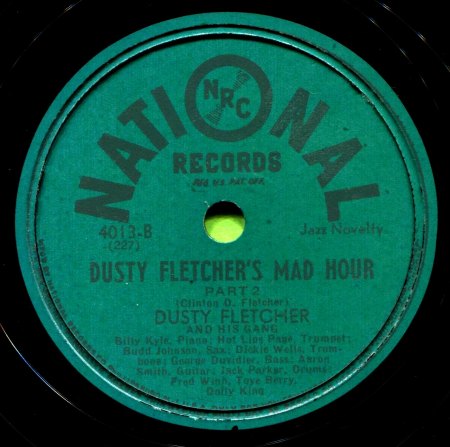 NATIONAL
NRC
RECORDS
REG. U.S. PAT. OFF.
4013-B
(227)
Jazz Novelty
DUSTY FLETCHER'S MAD HOUR
PART 2
(Clinton D. Fletcher)
DUSTY FLETCHER
AND HIS GANG
Billy Kyle, Piano; Hot Lips Page, Trumpet;
Budd Johnson, Sax; Dickie Wells, Trom-
bones; George Duvidier, Bass; Aaron
Smith, Guitar; Jack Parker, Drums
Fred Winn, Toye Berry,
Dolly King